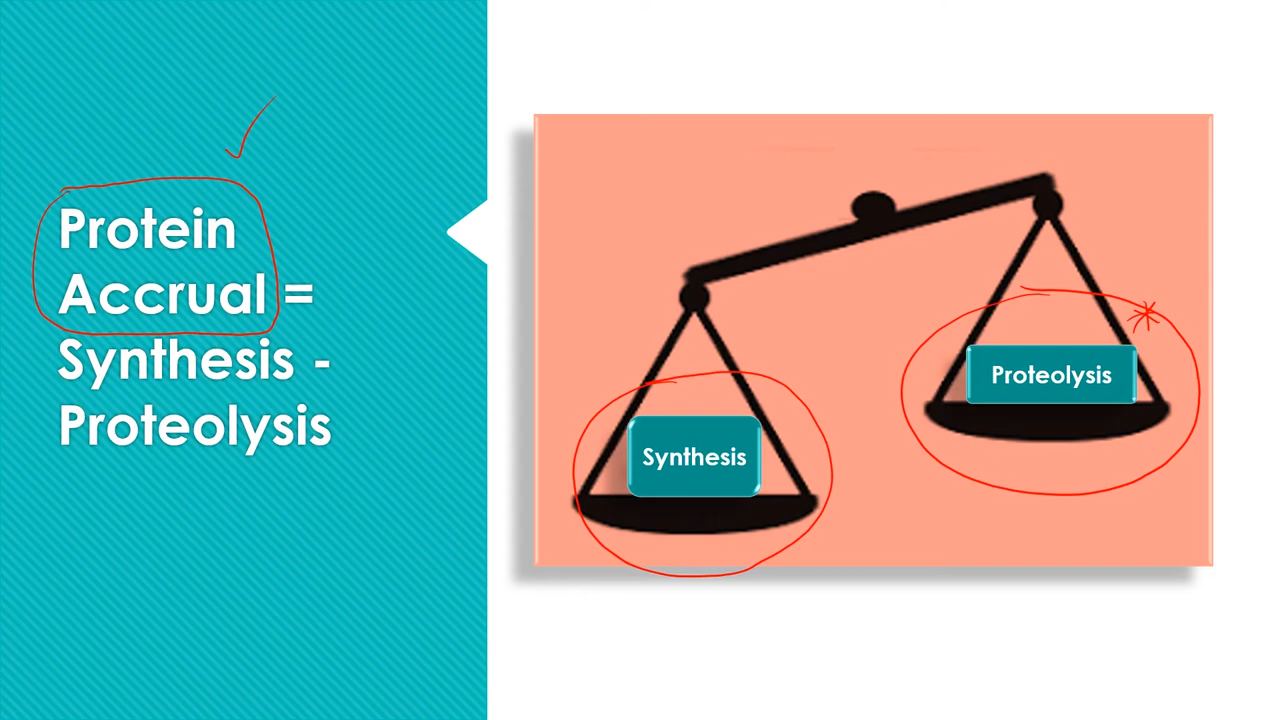 Protein
Accrual =
Synthesis -
Proteolysis
Proteolysis
Synthesis